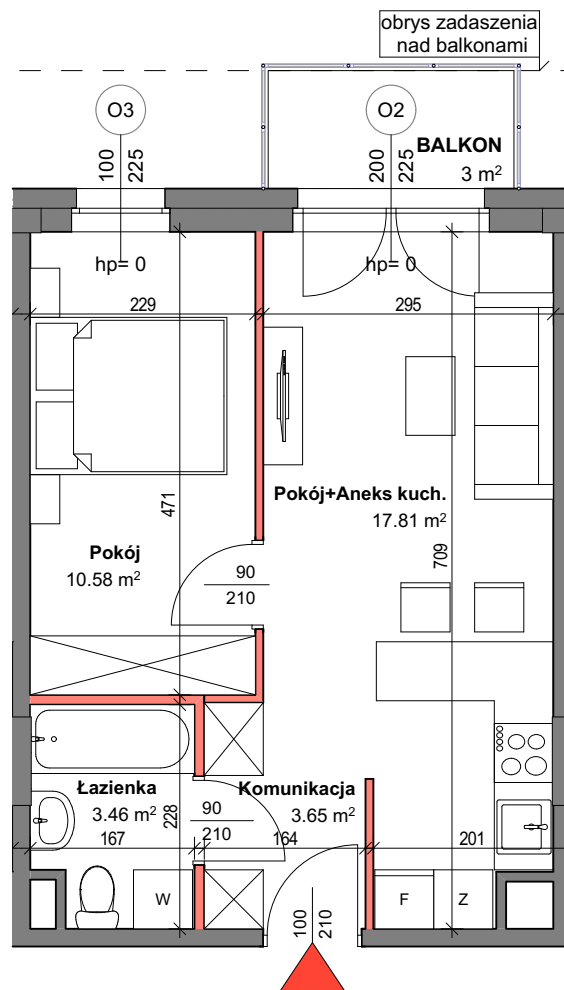 obrys zadaszenia
nad balkonami
O3
O2
100
225
200
225
BALKON
3 m²
hp= 0
hp= 0
229
295
471
Pokój+Aneks kuch.
17.81 m²
709
Pokój
10.58 m²
90
210
Łazienka
3.46 m²
228
Komunikacja
3.65 m²
90
210
167
164
201
W
F
Z
100
210